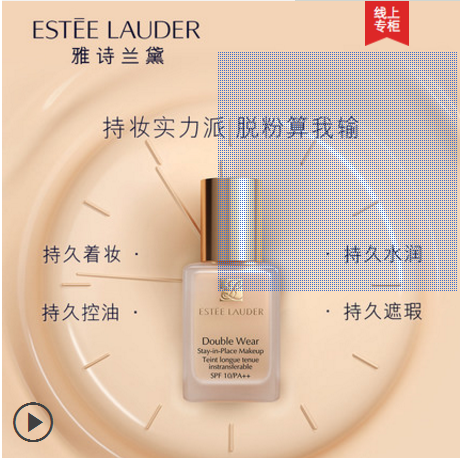 ESTĒE LAUDER
雅诗兰黛
线上
专柜
持妆实力派 脱粉算我输
持久着妆 ·
· 持久水润
持久控油 ·
· 持久遮瑕
ESTĒE LAUDER
Double Wear
Stay-in-Place Makeup
Teint longue tenue
instransferable
SPF 10/PA++